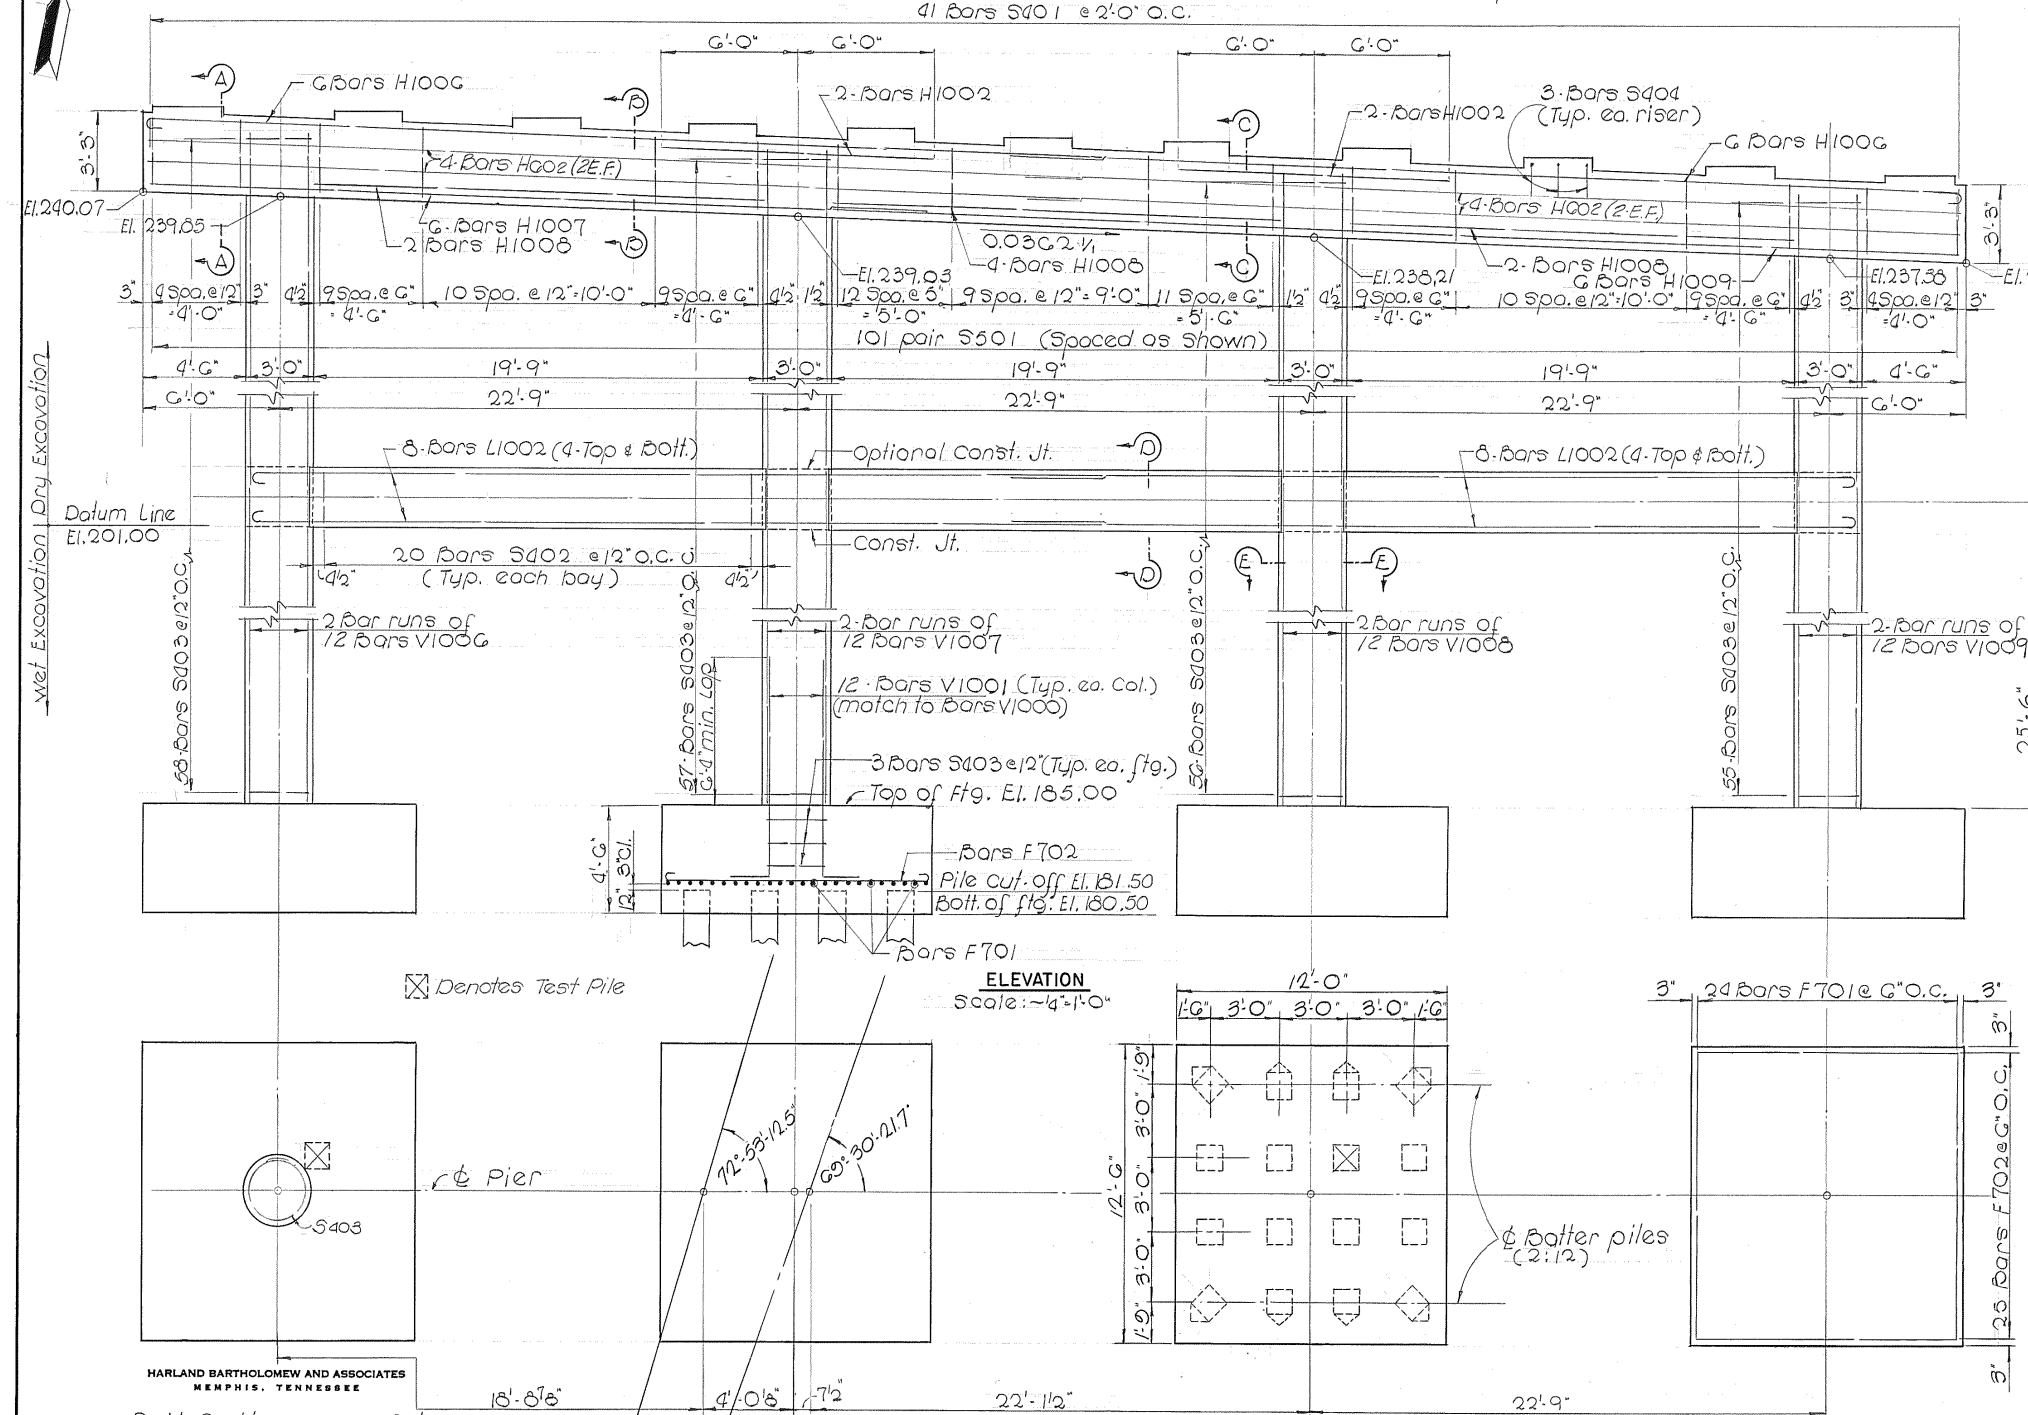 41 Bars S401 @ 2'-0" O.C.
6'-0" 6'-0" 6'-0" 6'-0"
A
6 Bars H1006
B
2-Bars H1002
C
2-Bars H1002
3-Bars S404
(Typ. ea. riser)
6 Bars H1006
3'-3"
4-Bars H602 (2E.F.)
El. 240.07
El. 239.85
A
6-Bars H1007
2 Bars H1008
B
0.0362 1/1
4-Bars H1008
C
4-Bars H602 (2-E.F.)
3'-3"
El. 239.03
El. 238.21
2-Bars H1008
6 Bars H1009
El. 237.38
El.
3" 4 Spa. @ 12" = 4'-0" 3" 4½" 9 Spa. @ 6" = 4'-6" 10 Spa. @ 12" = 10'-0" 9 Spa. @ 6" = 4'-6" 4½" 1½" 12 Spa. @ 5" = 5'-0" 9 Spa. @ 12" = 9'-0" 11 Spa. @ 6" = 5'-6" 1½" 4½" 9 Spa. @ 6" = 4'-6" 10 Spa. @ 12" = 10'-0" 9 Spa. @ 6" = 4'-6" 4½" 3" 4 Spa. @ 12" = 4'-0" 3"
101 pair S501 (Spaced as Shown)
4'-6" 3'-0" 19'-9" 3'-0" 19'-9" 3'-0" 19'-9" 3'-0" 4'-6"
6'-0" 22'-9" 22'-9" 22'-9" 6'-0"
Wet Excavation Dry Excavation
8-Bars L1002 (4-Top & Bott.)
Optional Const. Jt.
D
8-Bars L1002 (4-Top & Bott.)
Datum Line
El. 201.00
Const. Jt.
20 Bars S402 @ 12" O.C.
(Typ. each bay)
4½" 4½"
D
E E
58-Bars S403 @ 12" O.C.
57-Bars S403 @ 12" O.C.
56-Bars S403 @ 12" O.C.
55-Bars S403 @ 12" O.C.
2 Bar runs of
12 Bars V1006
2-Bar runs of
12 Bars V1007
2 Bar runs of
12 Bars V1008
2-Bar runs of
12 Bars V1009
6'-4" min. Lap
12-Bars V1001 (Typ. ea. Col.)
(match to Bars V1000)
25'-6"
3 Bars S403 @ 12" (Typ. ea. ftg.)
Top of Ftg. El. 185.00
4'-6"
12" 3" Cl.
Bars F702
Pile Cut-off El. 181.50
Bott. of ftg. El. 180.50
Bars F701
Denotes Test Pile
ELEVATION
Scale: ~¼"=1'-0"
12'-0"
1'-6" 3'-0" 3'-0" 3'-0" 1'-6"
3" 24 Bars F701 @ 6" O.C. 3"
3"
1'-9" 3'-0" 3'-0" 3'-0" 1'-9"
12'-6"
72°-53'-12.5"
69°-30'-21.7"
℄ Pier
S403
℄ Batter piles
(2:12)
25 Bars F702 @ 6" O.C.
3"
HARLAND BARTHOLOMEW AND ASSOCIATES
MEMPHIS, TENNESSEE
18'-8⅞" 4'-0⅛" 7½" 22'-1½" 22'-9"